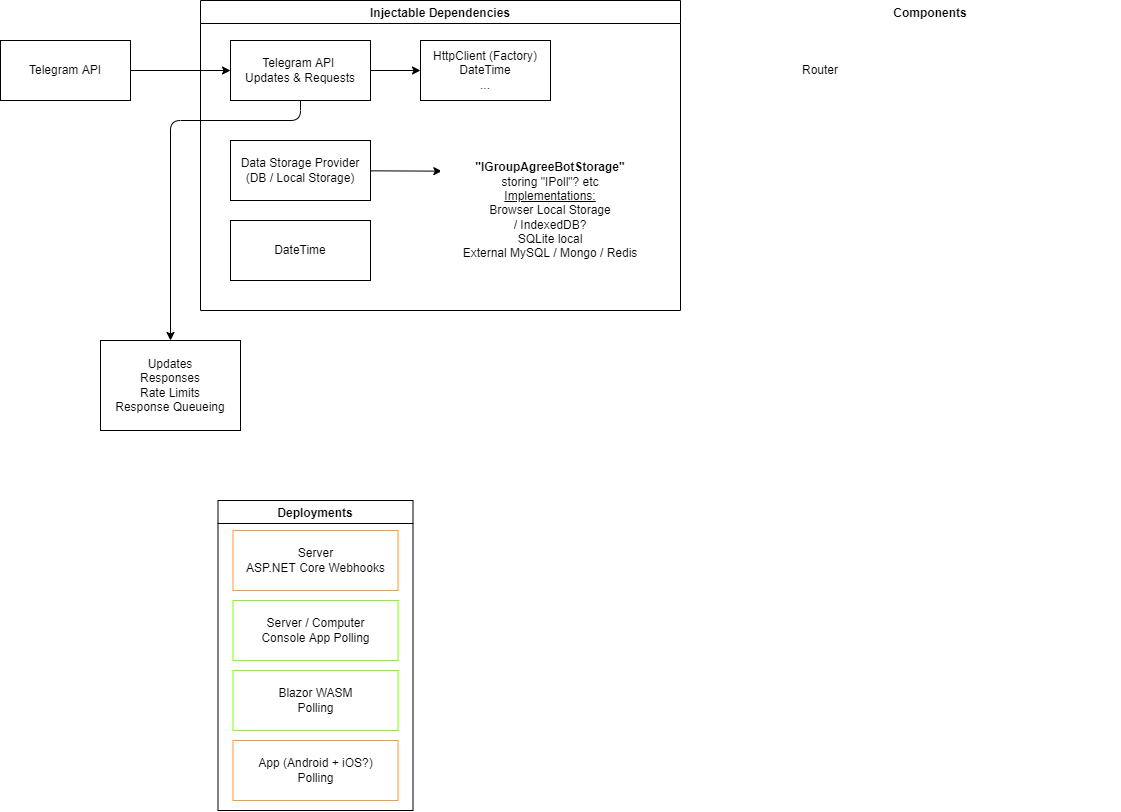 Injectable Dependencies
Components
Telegram API
Telegram API
Updates & Requests
HttpClient (Factory)
DateTime
...
Router
Data Storage Provider
(DB / Local Storage)
"IGroupAgreeBotStorage"
storing "IPoll"? etc
Implementations:
Browser Local Storage
/ IndexedDB?
SQLite local
External MySQL / Mongo / Redis
DateTime
Updates
Responses
Rate Limits
Response Queueing
Deployments
Server
ASP.NET Core Webhooks
Server / Computer
Console App Polling
Blazor WASM
Polling
App (Android + iOS?)
Polling